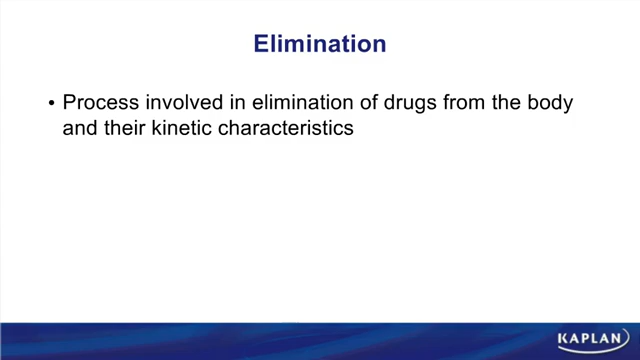 Elimination
• Process involved in elimination of drugs from the body
and their kinetic characteristics
KAPLAN